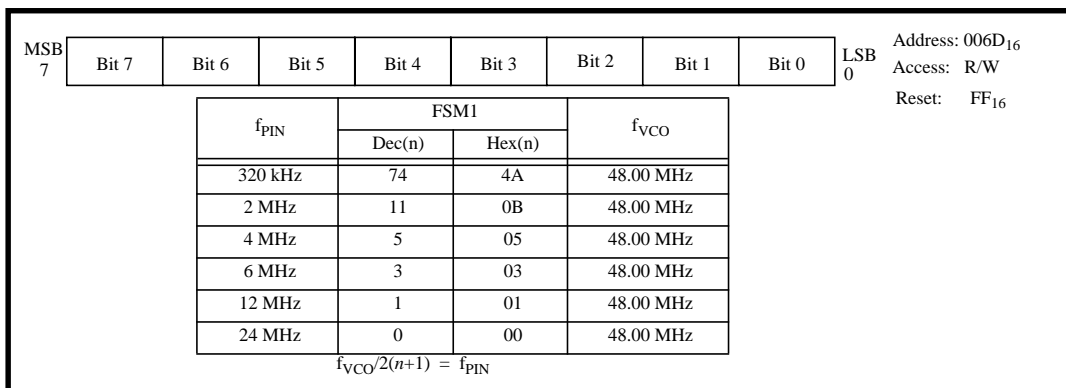 MSB
7
Bit 7 Bit 6 Bit 5 Bit 4 Bit 3 Bit 2 Bit 1 Bit 0
LSB
0
Address: 006D16
Access: R/W
Reset: FF16
fPIN FSM1 fVCO
Dec(n) Hex(n)
320 kHz 74 4A 48.00 MHz
2 MHz 11 0B 48.00 MHz
4 MHz 5 05 48.00 MHz
6 MHz 3 03 48.00 MHz
12 MHz 1 01 48.00 MHz
24 MHz 0 00 48.00 MHz
fVCO/2(n+1) = fPIN